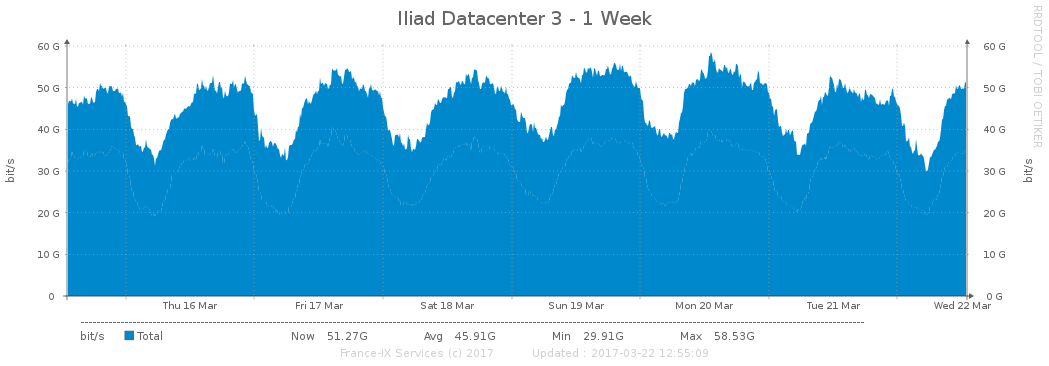 Iliad Datacenter 3 - 1 Week
RRDTOOL / TOBI OETIKER
bit/s
60 G 60 G
50 G 50 G
40 G 40 G
30 G 30 G
20 G 20 G
10 G 10 G
0 0 G
bit/s
Thu 16 Mar Fri 17 Mar Sat 18 Mar Sun 19 Mar Mon 20 Mar Tue 21 Mar Wed 22 Mar
bit/s Total Now 51.27G Avg 45.91G Min 29.91G Max 58.53G
France-IX Services (c) 2017 Updated : 2017-03-22 12:55:09